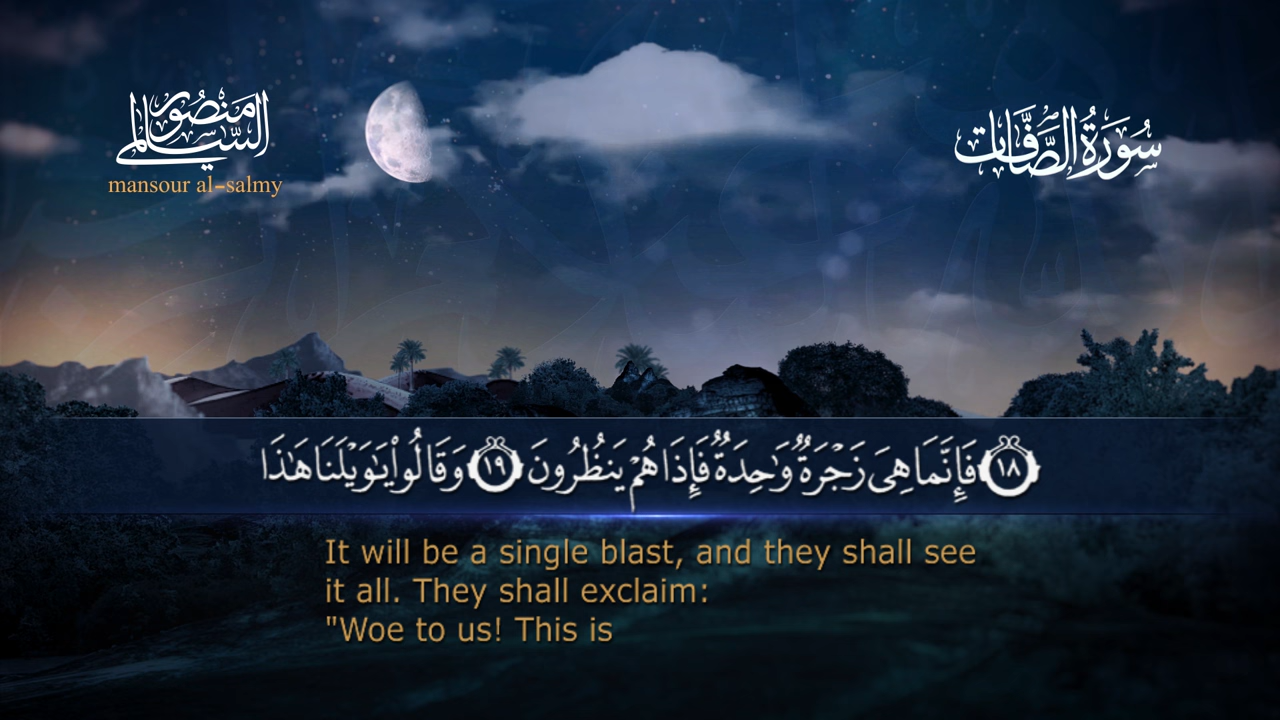 منصور السالمي
mansour al-salmy
سُورَةُ الصَّافَّات
١٨ فَإِنَّمَا هِىَ زَجْرَةٌ وَٰحِدَةٌ فَإِذَا هُمْ يَنظُرُونَ ١٩ وَقَالُوا۟ يَـٰوَيْلَنَا هَـٰذَا
It will be a single blast, and they shall see
it all. They shall exclaim:
"Woe to us! This is